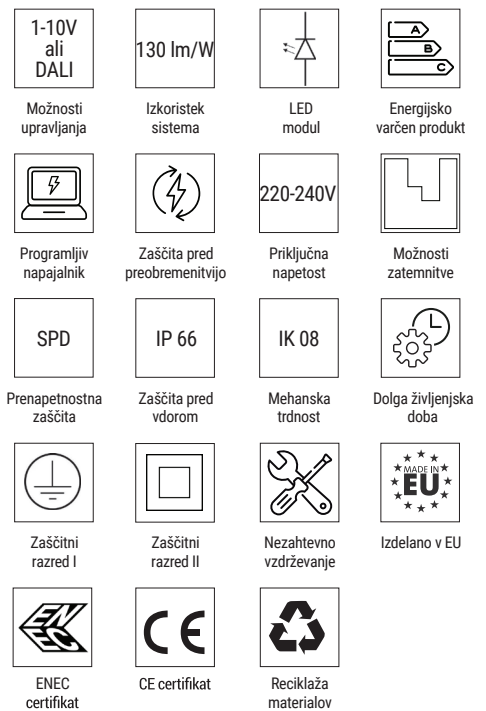 1-10V
ali
DALI
130 lm/W
A
B
C
Možnosti
upravljanja
Izkoristek
sistema
LED
modul
Energijsko
varčen produkt
220-240V
Programljiv
napajalnik
Zaščita pred
preobremenitvijo
Priključna
napetost
Možnosti
zatemnitve
SPD
IP 66
IK 08
Prenapetnostna
zaščita
Zaščita pred
vdorom
Mehanska
trdnost
Dolga življenjska
doba
MADE IN
EU
Zaščitni
razred I
Zaščitni
razred II
Nezahtevno
vzdrževanje
Izdelano v EU
EN
EC
CE
ENEC
certifikat
CE certifikat
Reciklaža
materialov